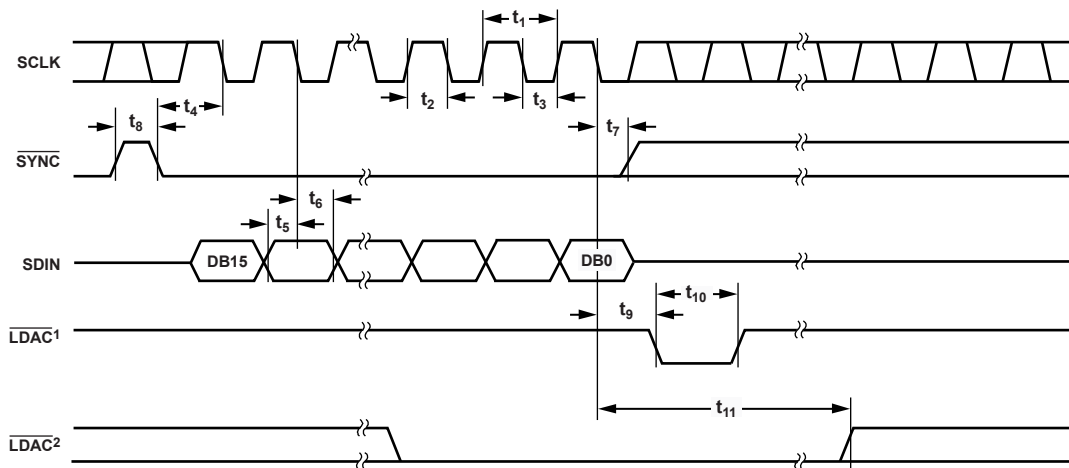 t₁
SCLK
t₂
t₃
t₄
t₈
t₇
SYNC
t₆
t₅
SDIN
DB15
DB0
t₁₀
t₉
LDAC¹
t₁₁
LDAC²